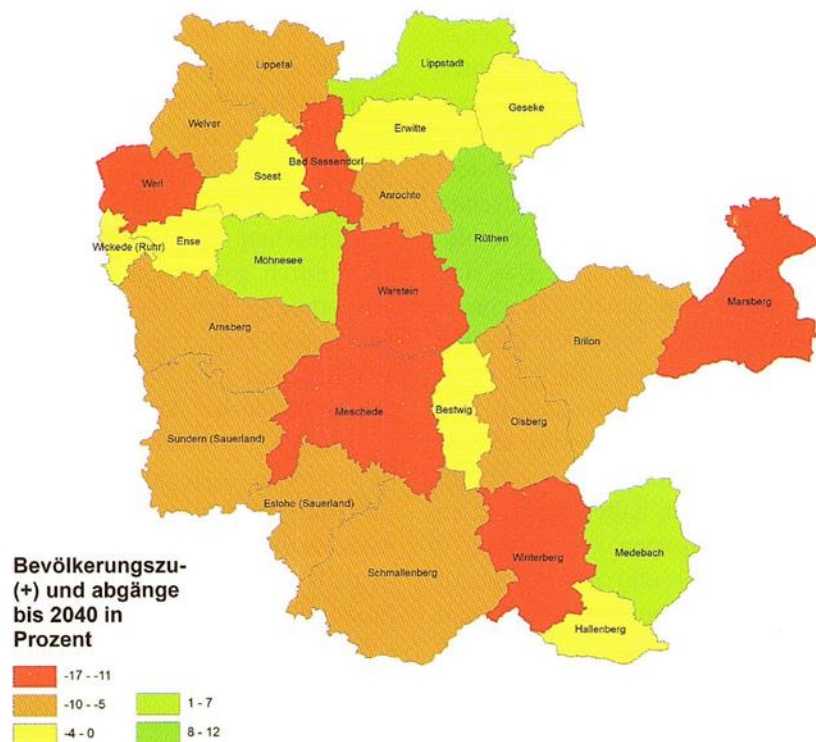 Lippetal
Lippstadt
Geseke
Welver
Erwitte
Bad Sassendorf
Werl
Soest
Anröchte
Wickede (Ruhr)
Ense
Möhnesee
Rüthen
Warstein
Marsberg
Arnsberg
Brilon
Meschede
Bestwig
Olsberg
Sundern (Sauerland)
Eslohe (Sauerland)
Schmallenberg
Winterberg
Medebach
Hallenberg
Bevölkerungszu-
(+) und abgänge
bis 2040 in
Prozent
-17 - -11
-10 - -5
-4 - 0
1 - 7
8 - 12